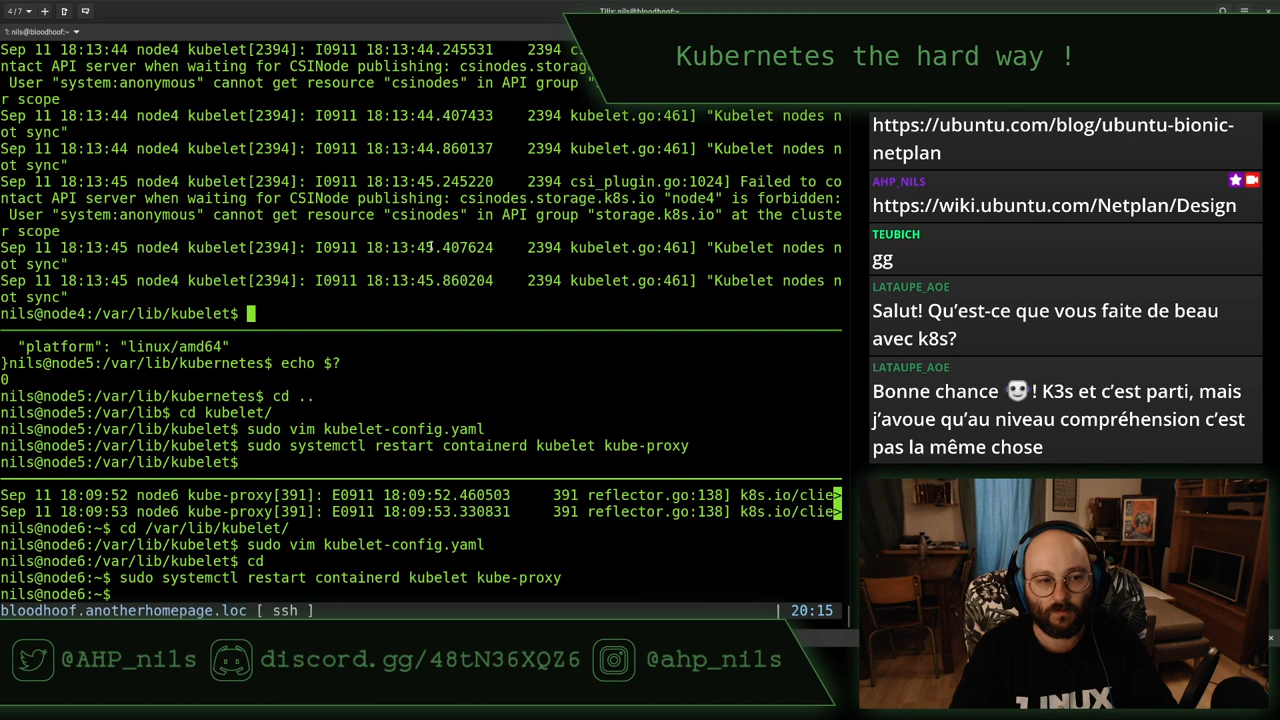 4 / 7
Tilix: nils@bloodhoof:~
1: nils@bloodhoof:~
Sep 11 18:13:44 node4 kubelet[2394]: I0911 18:13:44.245531    2394 c
ntact API server when waiting for CSINode publishing: csinodes.storag
 User "system:anonymous" cannot get resource "csinodes" in API group "
r scope
Sep 11 18:13:44 node4 kubelet[2394]: I0911 18:13:44.407433    2394 kubelet.go:461] "Kubelet nodes n
ot sync"
Sep 11 18:13:44 node4 kubelet[2394]: I0911 18:13:44.860137    2394 kubelet.go:461] "Kubelet nodes n
ot sync"
Sep 11 18:13:45 node4 kubelet[2394]: I0911 18:13:45.245220    2394 csi_plugin.go:1024] Failed to co
ntact API server when waiting for CSINode publishing: csinodes.storage.k8s.io "node4" is forbidden:
 User "system:anonymous" cannot get resource "csinodes" in API group "storage.k8s.io" at the cluste
r scope
Sep 11 18:13:45 node4 kubelet[2394]: I0911 18:13:45.407624    2394 kubelet.go:461] "Kubelet nodes n
ot sync"
Sep 11 18:13:45 node4 kubelet[2394]: I0911 18:13:45.860204    2394 kubelet.go:461] "Kubelet nodes n
ot sync"
nils@node4:/var/lib/kubelet$
  "platform": "linux/amd64"
}nils@node5:/var/lib/kubernetes$ echo $?
0
nils@node5:/var/lib/kubernetes$ cd ..
nils@node5:/var/lib$ cd kubelet/
nils@node5:/var/lib/kubelet$ sudo vim kubelet-config.yaml
nils@node5:/var/lib/kubelet$ sudo systemctl restart containerd kubelet kube-proxy
nils@node5:/var/lib/kubelet$
Sep 11 18:09:52 node6 kube-proxy[391]: E0911 18:09:52.460503     391 reflector.go:138] k8s.io/clie>
Sep 11 18:09:53 node6 kube-proxy[391]: E0911 18:09:53.330831     391 reflector.go:138] k8s.io/clie>
nils@node6:~$ cd /var/lib/kubelet/
nils@node6:/var/lib/kubelet$ sudo vim kubelet-config.yaml
nils@node6:/var/lib/kubelet$ cd
nils@node6:~$ sudo systemctl restart containerd kubelet kube-proxy
nils@node6:~$
bloodhoof.anotherhomepage.loc [ ssh ] | 20:15
Kubernetes the hard way !
https://ubuntu.com/blog/ubuntu-bionic-
netplan
AHP_NILS
https://wiki.ubuntu.com/Netplan/Design
TEUBICH
gg
LATAUPE_AOE
Salut! Qu’est-ce que vous faite de beau
avec k8s?
LATAUPE_AOE
Bonne chance ! K3s et c’est parti, mais
j’avoue qu’au niveau compréhension c’est
pas la même chose
LINUX
@AHP_nils discord.gg/48tN36XQZ6 @ahp_nils